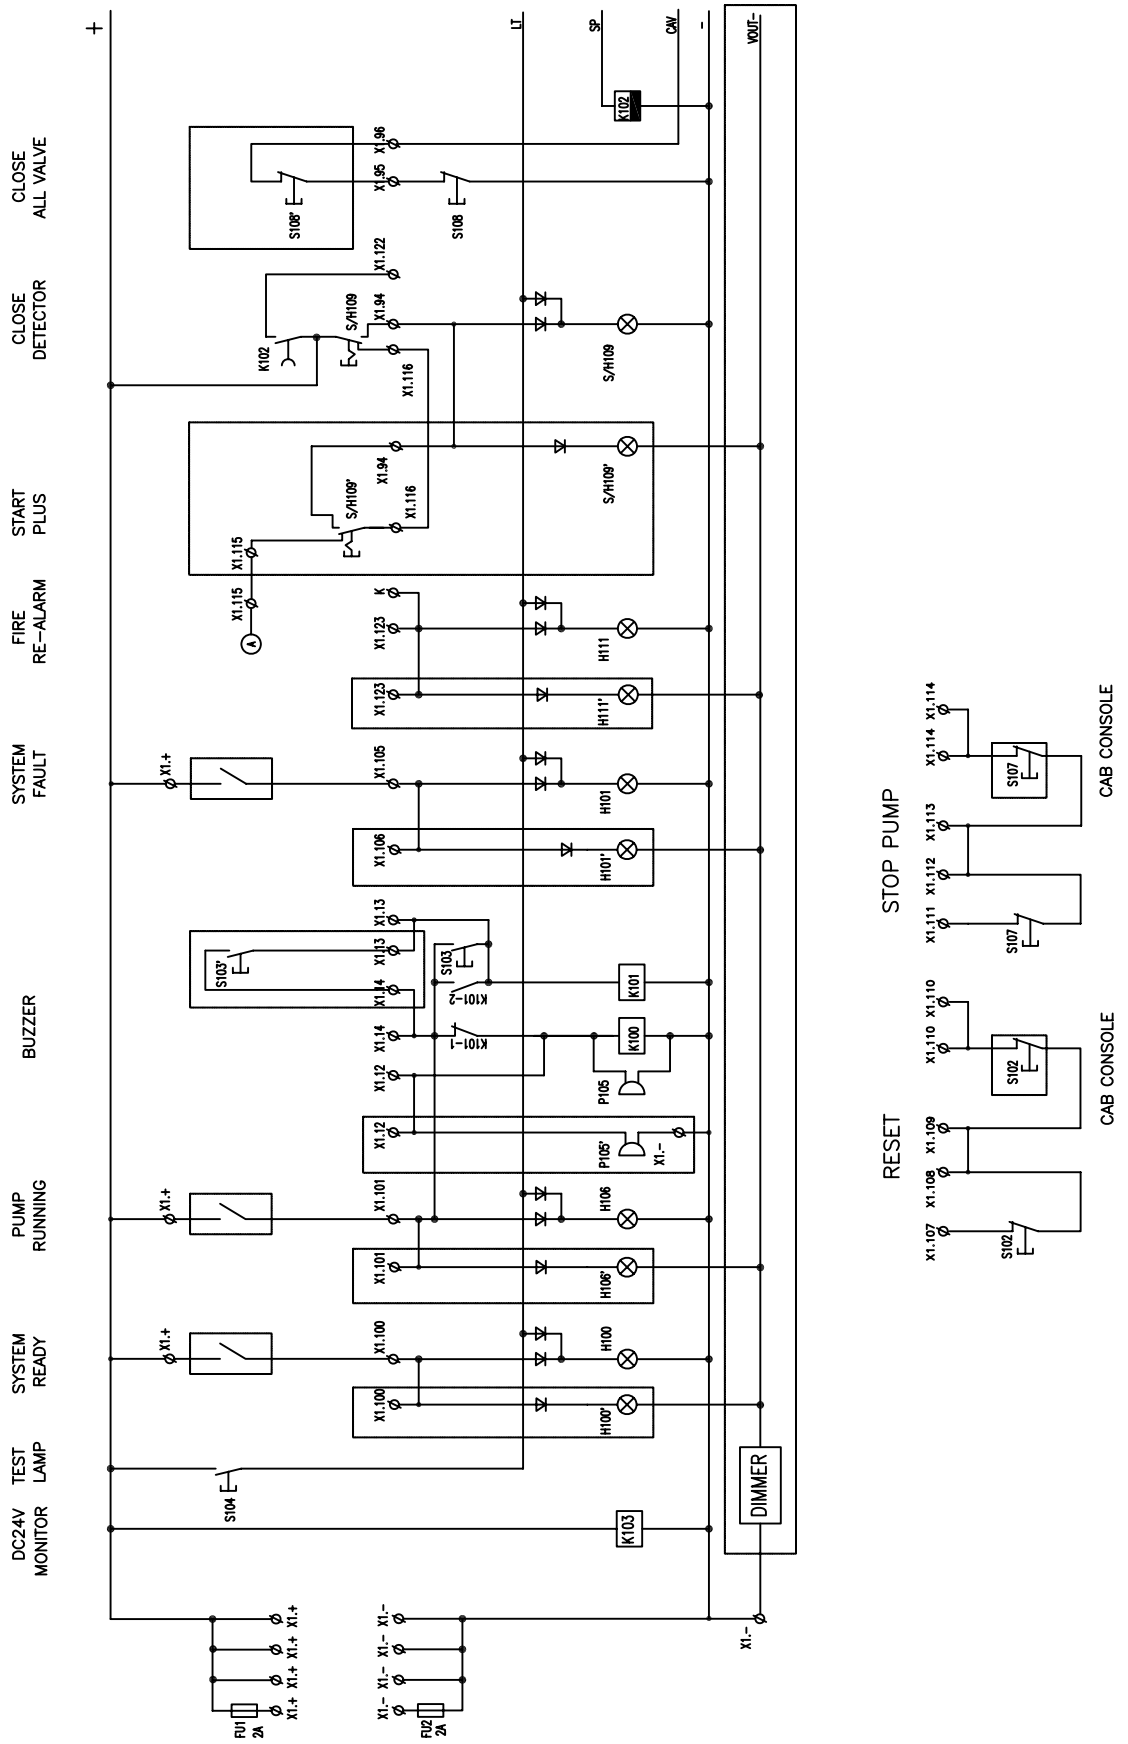 DC24V
MONITOR
TEST
LAMP
SYSTEM
READY
PUMP
RUNNING
BUZZER
SYSTEM
FAULT
FIRE
RE-ALARM
START
PLUS
CLOSE
DETECTOR
CLOSE
ALL VALVE
+
LT
SP
CAV
-
VOUT-
X1.+
X1.+
X1.+
X1.+
FU1
2A
X1.-
X1.-
X1.-
X1.-
FU2
2A
X1.-
K103
DIMMER
S104
X1.+
X1.100
X1.100
H100
H100'
X1.+
X1.101
X1.101
H106
H106'
X1.12
X1.12
P105'
X1.-
P105
K100
K101
X1.14
X1.14
X1.13
X1.13
S103'
S103
K101-1
K101-2
X1.+
X1.105
X1.106
H101
H101'
X1.123
X1.123
K
H111
H111'
A
X1.115
X1.115
S/H109'
X1.94
X1.116
S/H109'
K102
S/H109
X1.94
X1.116
X1.122
S/H109
S108'
X1.95
X1.96
S108
K102
RESET
X1.107
X1.108
X1.109
X1.110
X1.110
S102
S102
CAB CONSOLE
STOP PUMP
X1.111
X1.112
X1.113
X1.114
X1.114
S107
S107
CAB CONSOLE